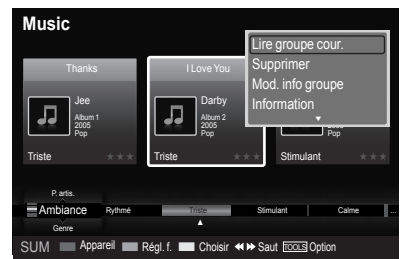 Music
Lire groupe cour.
Supprimer
Mod. info groupe
Information
Thanks
I Love You
Jee
Album 1
2005
Pop
Darby
Album 2
2005
Pop
2005
Pop
Triste
Triste
Stimulant
P. artis.
Ambiance Rythmé Triste Stimulant Calme ...
Genre
SUM Appareil Régl. f. Choisir Saut TOOLS Option